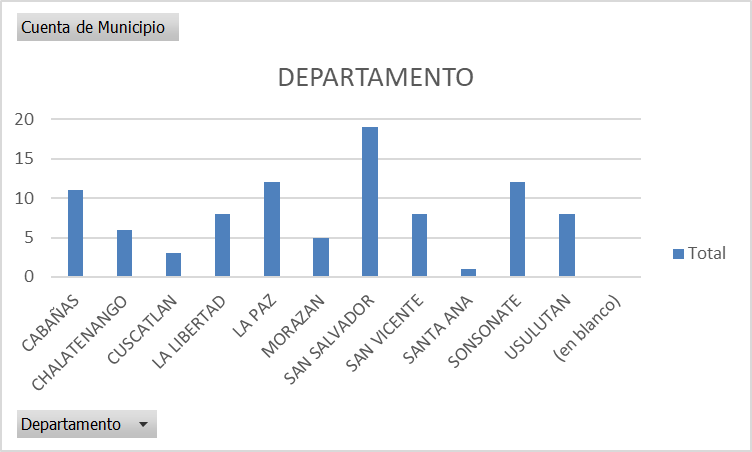 Cuenta de Municipio
DEPARTAMENTO
20
15
10
5
0
CABAÑAS
CHALATENANGO
CUSCATLAN
LA LIBERTAD
LA PAZ
MORAZAN
SAN SALVADOR
SAN VICENTE
SANTA ANA
SONSONATE
USULUTAN
(en blanco)
Total
Departamento